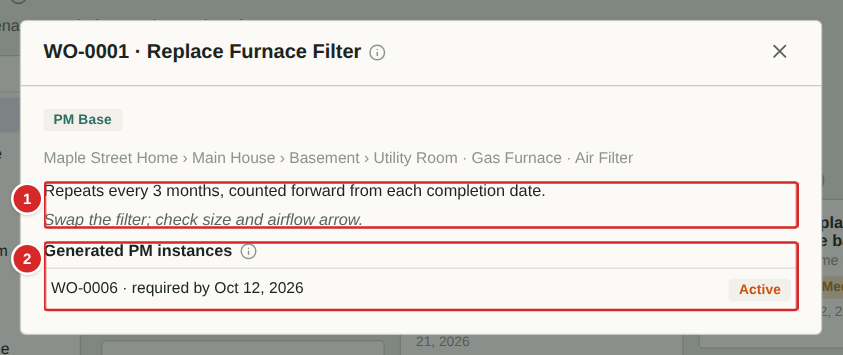 WO-0001 · Replace Furnace Filter
PM Base
Maple Street Home › Main House › Basement › Utility Room · Gas Furnace · Air Filter
1
Repeats every 3 months, counted forward from each completion date.
Swap the filter; check size and airflow arrow.
2
Generated PM instances
WO-0006 · required by Oct 12, 2026
Active
21, 2026